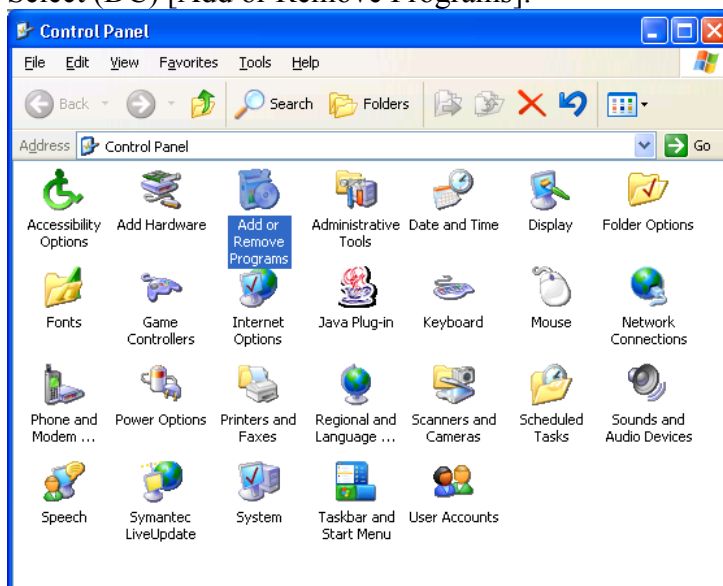 Select (DC) [Add or Remove Programs].
Control Panel
File Edit View Favorites Tools Help
Back Search Folders
Address Control Panel Go
Accessibility Options
Add Hardware
Add or Remove Programs
Administrative Tools
Date and Time
Display
Folder Options
Fonts
Game Controllers
Internet Options
Java Plug-in
Keyboard
Mouse
Network Connections
Phone and Modem ...
Power Options
Printers and Faxes
Regional and Language ...
Scanners and Cameras
Scheduled Tasks
Sounds and Audio Devices
Speech
Symantec LiveUpdate
System
Taskbar and Start Menu
User Accounts